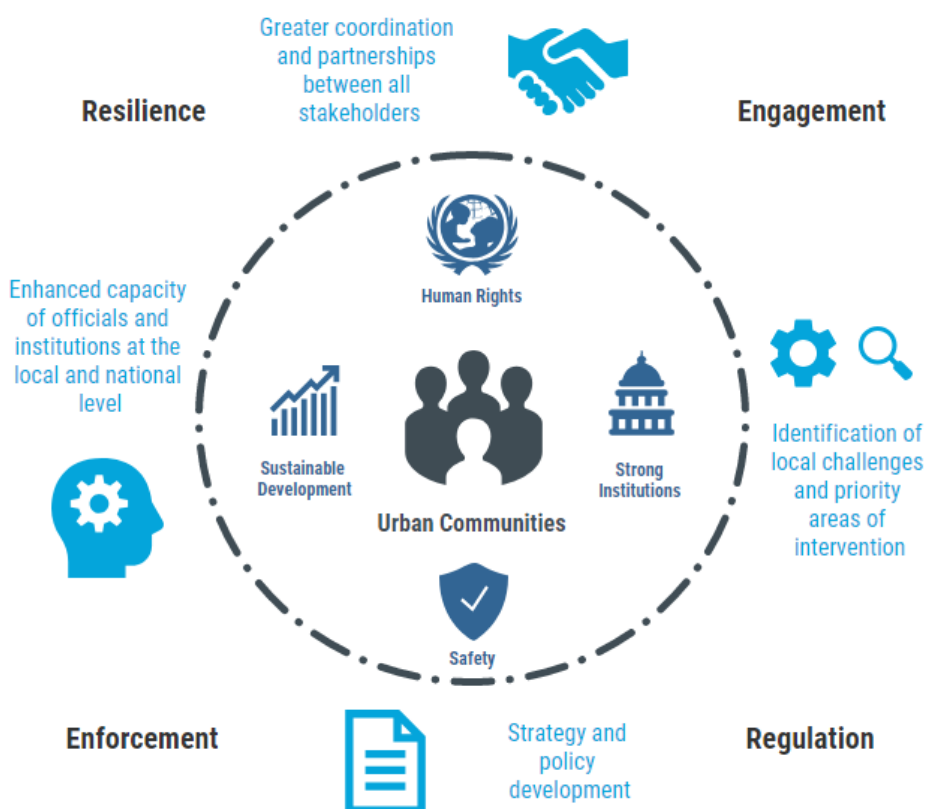 Greater coordination
and partnerships
between all
stakeholders
Resilience
Engagement
Human Rights
Enhanced capacity
of officials and
institutions at the
local and national
level
Identification of
local challenges
and priority
areas of
intervention
Sustainable
Development
Strong
Institutions
Urban Communities
Safety
Enforcement
Strategy and
policy
development
Regulation